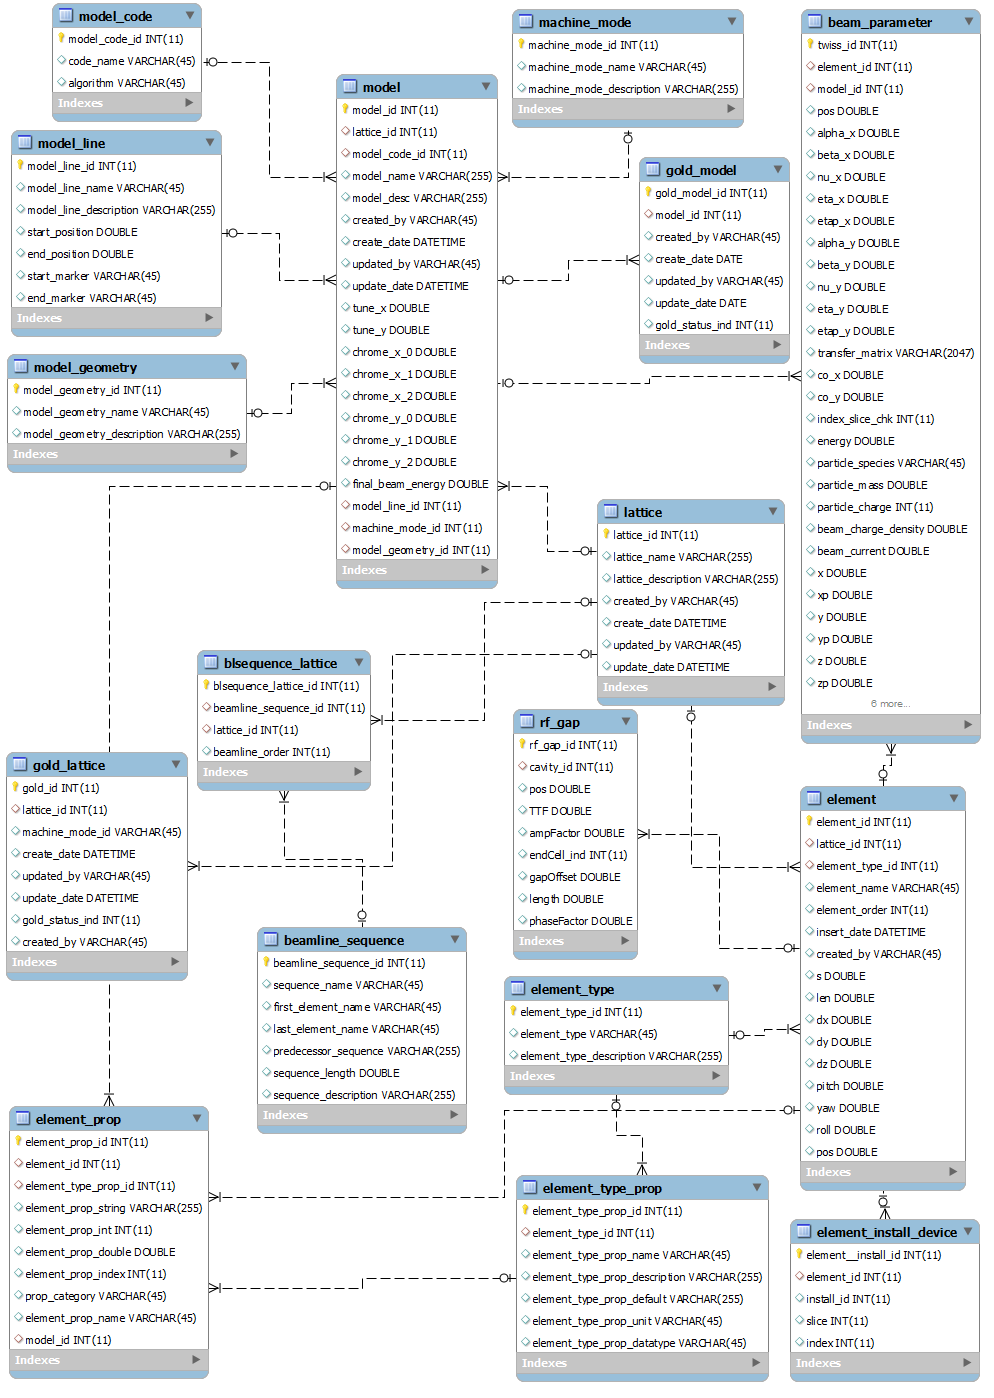 model_code
model_code_id INT(11)
code_name VARCHAR(45)
algorithm VARCHAR(45)
Indexes
model_line
model_line_id INT(11)
model_line_name VARCHAR(45)
model_line_description VARCHAR(255)
start_position DOUBLE
end_position DOUBLE
start_marker VARCHAR(45)
end_marker VARCHAR(45)
Indexes
model_geometry
model_geometry_id INT(11)
model_geometry_name VARCHAR(45)
model_geometry_description VARCHAR(255)
Indexes
model
model_id INT(11)
lattice_id INT(11)
model_code_id INT(11)
model_name VARCHAR(255)
model_desc VARCHAR(255)
created_by VARCHAR(45)
create_date DATETIME
updated_by VARCHAR(45)
update_date DATETIME
tune_x DOUBLE
tune_y DOUBLE
chrome_x_0 DOUBLE
chrome_x_1 DOUBLE
chrome_x_2 DOUBLE
chrome_y_0 DOUBLE
chrome_y_1 DOUBLE
chrome_y_2 DOUBLE
final_beam_energy DOUBLE
model_line_id INT(11)
machine_mode_id INT(11)
model_geometry_id INT(11)
Indexes
machine_mode
machine_mode_id INT(11)
machine_mode_name VARCHAR(45)
machine_mode_description VARCHAR(255)
Indexes
gold_model
gold_model_id INT(11)
model_id INT(11)
created_by VARCHAR(45)
create_date DATE
updated_by VARCHAR(45)
update_date DATE
gold_status_ind INT(11)
Indexes
beam_parameter
twiss_id INT(11)
element_id INT(11)
model_id INT(11)
pos DOUBLE
alpha_x DOUBLE
beta_x DOUBLE
nu_x DOUBLE
eta_x DOUBLE
etap_x DOUBLE
alpha_y DOUBLE
beta_y DOUBLE
nu_y DOUBLE
eta_y DOUBLE
etap_y DOUBLE
transfer_matrix VARCHAR(2047)
co_x DOUBLE
co_y DOUBLE
index_slice_chk INT(11)
energy DOUBLE
particle_species VARCHAR(45)
particle_mass DOUBLE
particle_charge INT(11)
beam_charge_density DOUBLE
beam_current DOUBLE
x DOUBLE
xp DOUBLE
y DOUBLE
yp DOUBLE
z DOUBLE
zp DOUBLE
6 more...
Indexes
lattice
lattice_id INT(11)
lattice_name VARCHAR(255)
lattice_description VARCHAR(255)
created_by VARCHAR(45)
create_date DATETIME
updated_by VARCHAR(45)
update_date DATETIME
Indexes
blsequence_lattice
blsequence_lattice_id INT(11)
beamline_sequence_id INT(11)
lattice_id INT(11)
beamline_order INT(11)
Indexes
rf_gap
rf_gap_id INT(11)
cavity_id INT(11)
pos DOUBLE
TTF DOUBLE
ampFactor DOUBLE
endCell_ind INT(11)
gapOffset DOUBLE
length DOUBLE
phaseFactor DOUBLE
Indexes
gold_lattice
gold_id INT(11)
lattice_id INT(11)
machine_mode_id VARCHAR(45)
create_date DATETIME
updated_by VARCHAR(45)
update_date DATETIME
gold_status_ind INT(11)
created_by VARCHAR(45)
Indexes
element
element_id INT(11)
lattice_id INT(11)
element_type_id INT(11)
element_name VARCHAR(45)
element_order INT(11)
insert_date DATETIME
created_by VARCHAR(45)
s DOUBLE
len DOUBLE
dx DOUBLE
dy DOUBLE
dz DOUBLE
pitch DOUBLE
yaw DOUBLE
roll DOUBLE
pos DOUBLE
Indexes
beamline_sequence
beamline_sequence_id INT(11)
sequence_name VARCHAR(45)
first_element_name VARCHAR(45)
last_element_name VARCHAR(45)
predecessor_sequence VARCHAR(255)
sequence_length DOUBLE
sequence_description VARCHAR(255)
Indexes
element_type
element_type_id INT(11)
element_type VARCHAR(45)
element_type_description VARCHAR(255)
Indexes
element_prop
element_prop_id INT(11)
element_id INT(11)
element_type_prop_id INT(11)
element_prop_string VARCHAR(255)
element_prop_int INT(11)
element_prop_double DOUBLE
element_prop_index INT(11)
prop_category VARCHAR(45)
element_prop_name VARCHAR(45)
model_id INT(11)
Indexes
element_type_prop
element_type_prop_id INT(11)
element_type_id INT(11)
element_type_prop_name VARCHAR(45)
element_type_prop_description VARCHAR(255)
element_type_prop_default VARCHAR(255)
element_type_prop_unit VARCHAR(45)
element_type_prop_datatype VARCHAR(45)
Indexes
element_install_device
element__install_id INT(11)
element_id INT(11)
install_id INT(11)
slice INT(11)
index INT(11)
Indexes